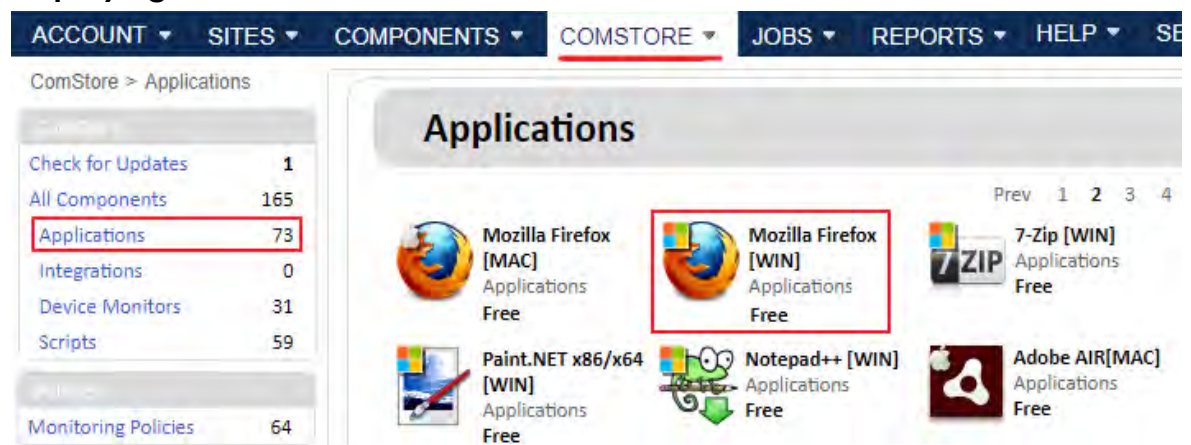 ACCOUNT SITES COMPONENTS COMSTORE JOBS REPORTS HELP
ComStore > Applications
Check for Updates 1
All Components 165
Applications 73
Integrations 0
Device Monitors 31
Scripts 59
Monitoring Policies 64
Applications
Prev 1 2 3 4
Mozilla Firefox
[MAC]
Applications
Free
Mozilla Firefox
[WIN]
Applications
Free
7ZIP
7-Zip [WIN]
Applications
Free
Paint.NET x86/x64
[WIN]
Applications
Free
Notepad++ [WIN]
Applications
Free
Adobe AIR[MAC]
Applications
Free